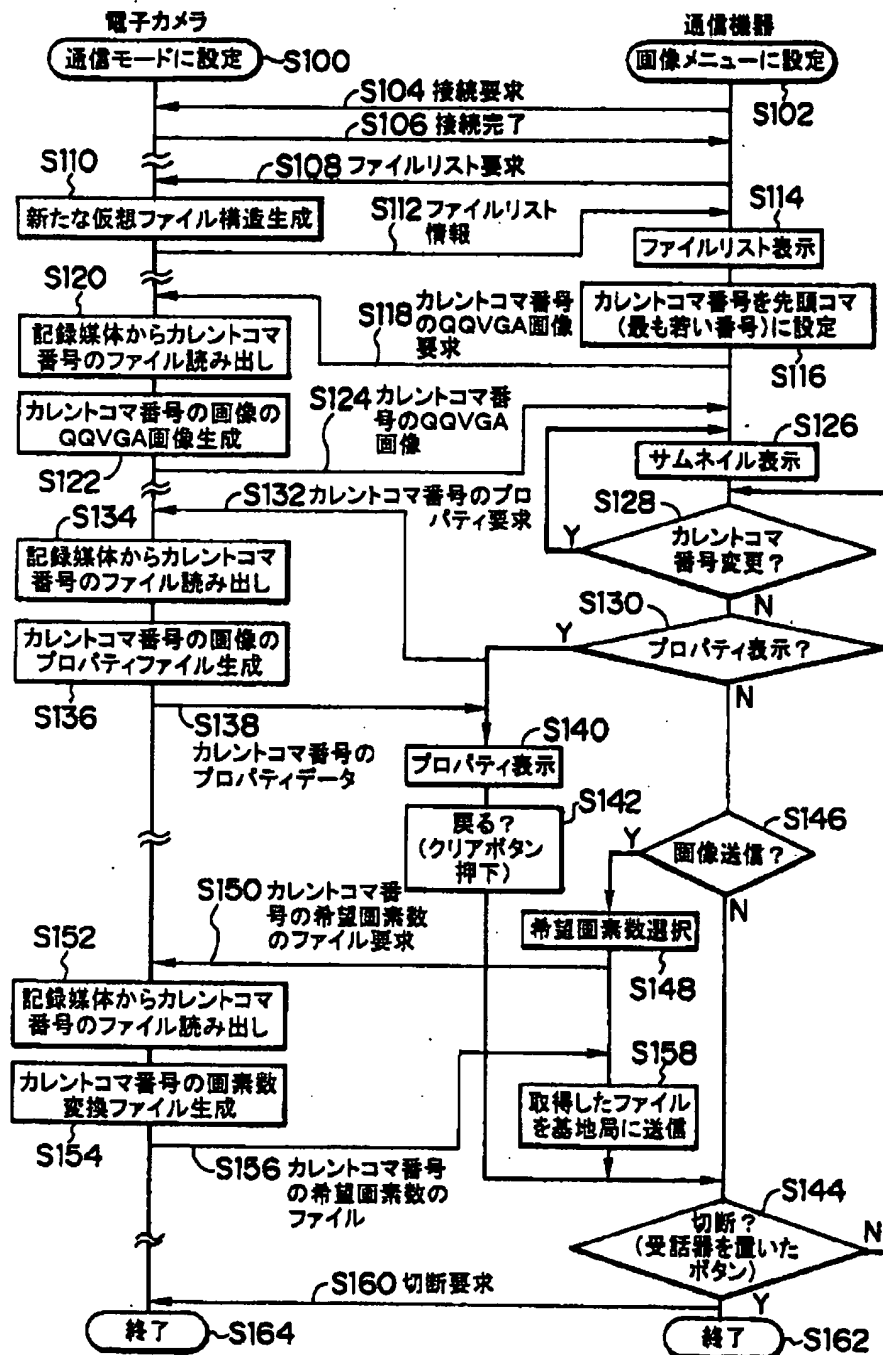 電子カメラ
通信機器
通信モードに設定
S100
画像メニューに設定
S102
S104 接続要求
S106 接続完了
S108 ファイルリスト要求
S110
新たな仮想ファイル構造生成
S112 ファイルリスト
情報
S114
ファイルリスト表示
カレントコマ番号を先頭コマ
(最も若い番号)に設定
S116
S118 カレントコマ番号
のQQVGA画像
要求
S120
記録媒体からカレントコマ
番号のファイル読み出し
カレントコマ番号の画像の
QQVGA画像生成
S122
S124 カレントコマ番
号のQQVGA
画像
S126
サムネイル表示
S128
カレントコマ
番号変更?
Y
N
S130
プロパティ表示?
Y
N
S132 カレントコマ番号のプロ
パティ要求
S134
記録媒体からカレントコマ
番号のファイル読み出し
カレントコマ番号の画像の
プロパティファイル生成
S136
S138
カレントコマ番号の
プロパティデータ
S140
プロパティ表示
S142
戻る?
(クリアボタン
押下)
S146
画像送信?
Y
N
希望画素数選択
S148
S150 カレントコマ番
号の希望画素数
のファイル要求
S152
記録媒体からカレントコマ
番号のファイル読み出し
カレントコマ番号の画素数
変換ファイル生成
S154
S156 カレントコマ番号
の希望画素数の
ファイル
S158
取得したファイル
を基地局に送信
S144
切断?
(受話器を置いた
ボタン)
N
Y
S160 切断要求
終了
S164
終了
S162